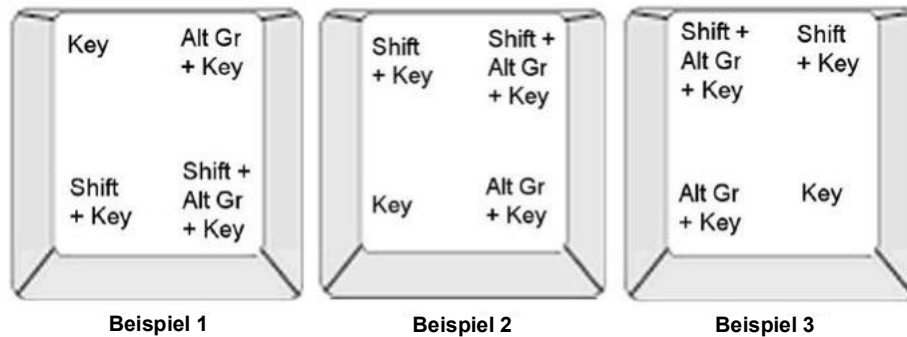 Key
Alt Gr
+ Key
Shift
+ Key
Shift +
Alt Gr
+ Key
Shift
+ Key
Shift +
Alt Gr
+ Key
Key
Alt Gr
+ Key
Shift +
Alt Gr
+ Key
Shift
+ Key
Alt Gr
+ Key
Key
Beispiel 1
Beispiel 2
Beispiel 3